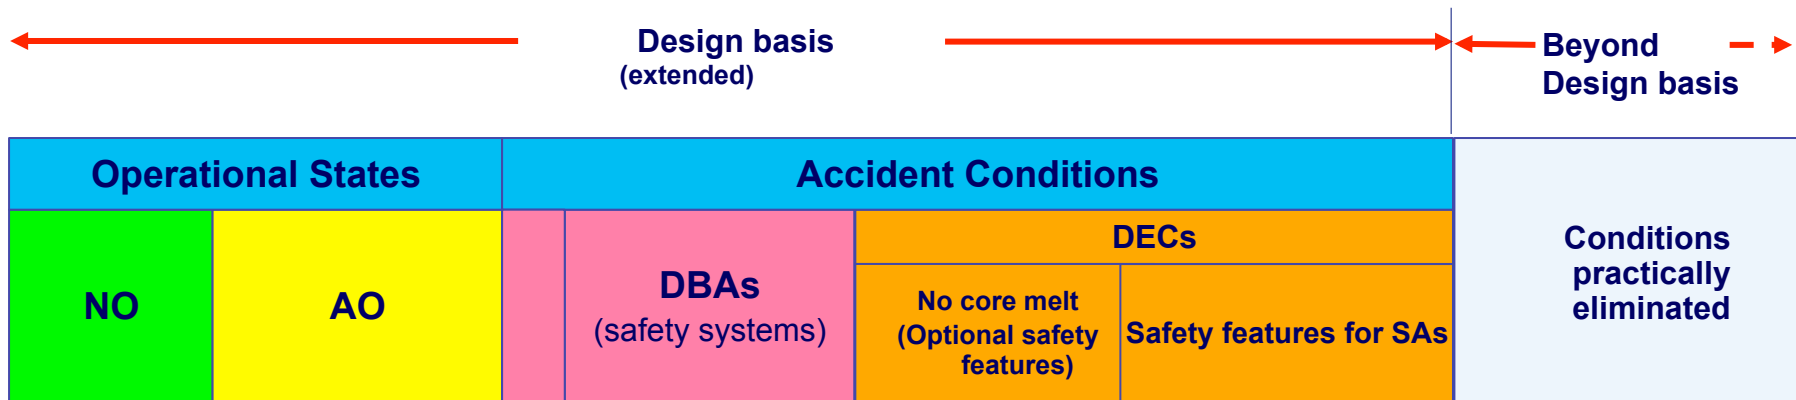 Design basis
(extended)
Beyond
Design basis
Operational States
Accident Conditions
NO
AO
DBAs
(safety systems)
DECs
No core melt
(Optional safety
features)
Safety features for SAs
Conditions
practically
eliminated